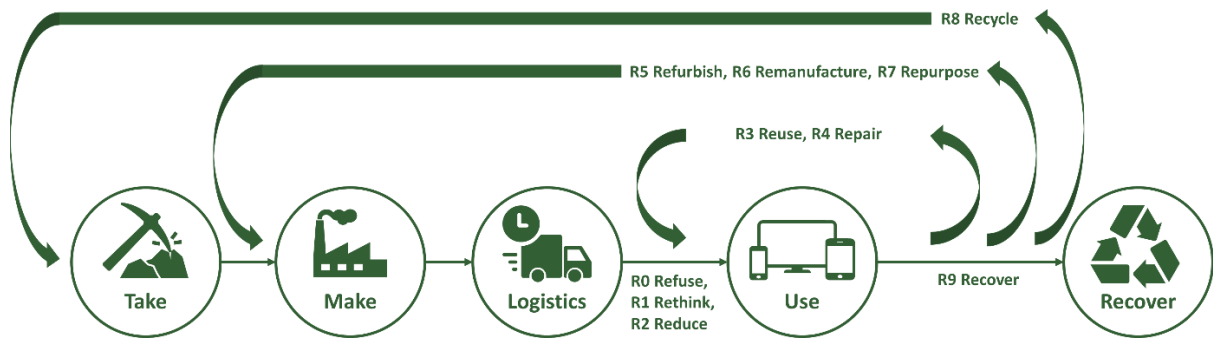 R8 Recycle
R5 Refurbish, R6 Remanufacture, R7 Repurpose
R3 Reuse, R4 Repair
Take
Make
Logistics
R0 Refuse,
R1 Rethink,
R2 Reduce
Use
R9 Recover
Recover